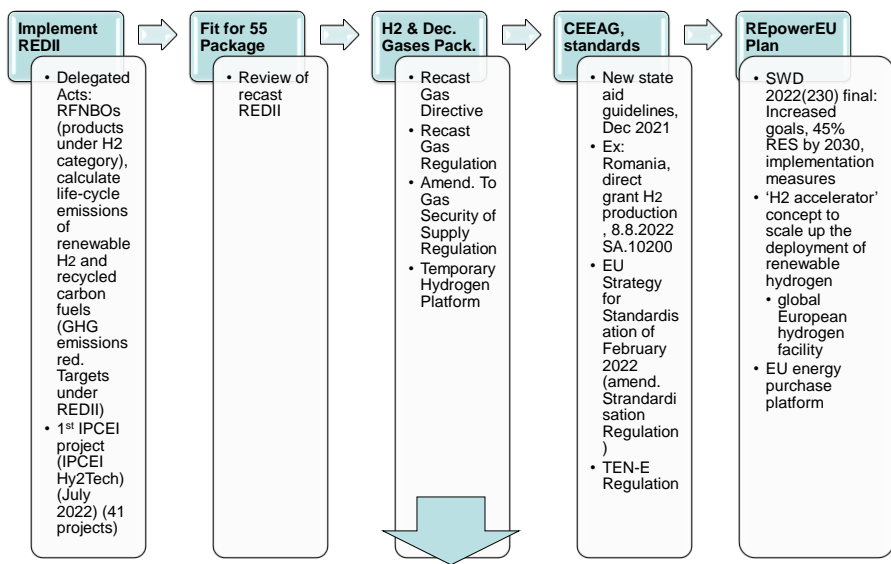 Implement
REDII
• Delegated
Acts:
RFNBOs
(products
under H2
category),
calculate
life-cycle
emissions
of
renewable
H2 and
recycled
carbon
fuels
(GHG
emissions
red.
Targets
under
REDII)
• 1st IPCEI
project
(IPCEI
Hy2Tech)
(July
2022) (41
projects)
Fit for 55
Package
• Review of
recast
REDII
H2 & Dec.
Gases Pack.
• Recast
Gas
Directive
• Recast
Gas
Regulation
• Amend. To
Gas
Security of
Supply
Regulation
• Temporary
Hydrogen
Platform
CEEAG,
standards
• New state
aid
guidelines,
Dec 2021
• Ex:
Romania,
direct
grant H2
production
, 8.8.2022
SA.10200
• EU
Strategy
for
Standardis
ation of
February
2022
(amend.
Strandardi
sation
Regulation
)
• TEN-E
Regulation
REpowerEU
Plan
• SWD
2022(230) final:
Increased
goals, 45%
RES by 2030,
implementation
measures
• ‘H2 accelerator’
concept to
scale up the
deployment of
renewable
hydrogen
• global
European
hydrogen
facility
• EU energy
purchase
platform